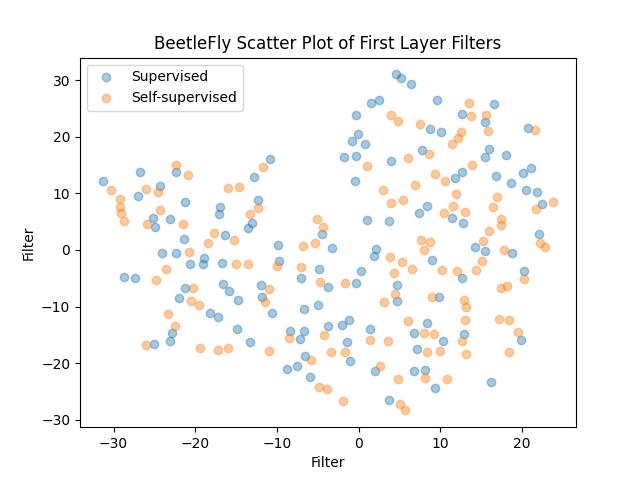 BeetleFly Scatter Plot of First Layer Filters
Supervised
Self-supervised
30
20
10
0
−10
−20
−30
Filter
−30 −20 −10 0 10 20
Filter